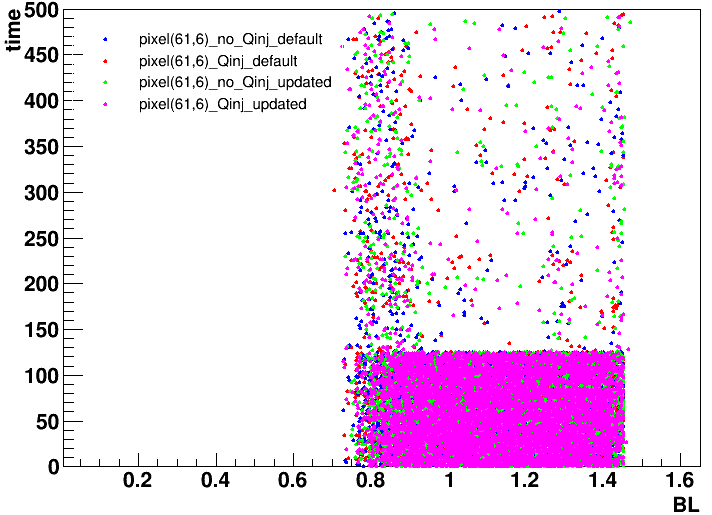 time
500
450
400
350
300
250
200
150
100
50
0
pixel(61,6)_no_Qinj_default
pixel(61,6)_Qinj_default
pixel(61,6)_no_Qinj_updated
pixel(61,6)_Qinj_updated
0.2 0.4 0.6 0.8 1 1.2 1.4 1.6
BL